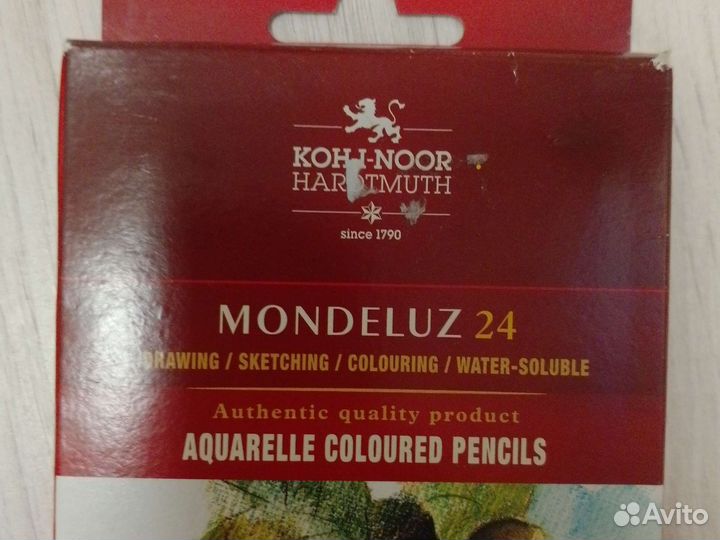 KOH-I-NOOR
HARDTMUTH
since 1790
MONDELUZ 24
DRAWING / SKETCHING / COLOURING / WATER-SOLUBLE
Authentic quality product
AQUARELLE COLOURED PENCILS
Avito